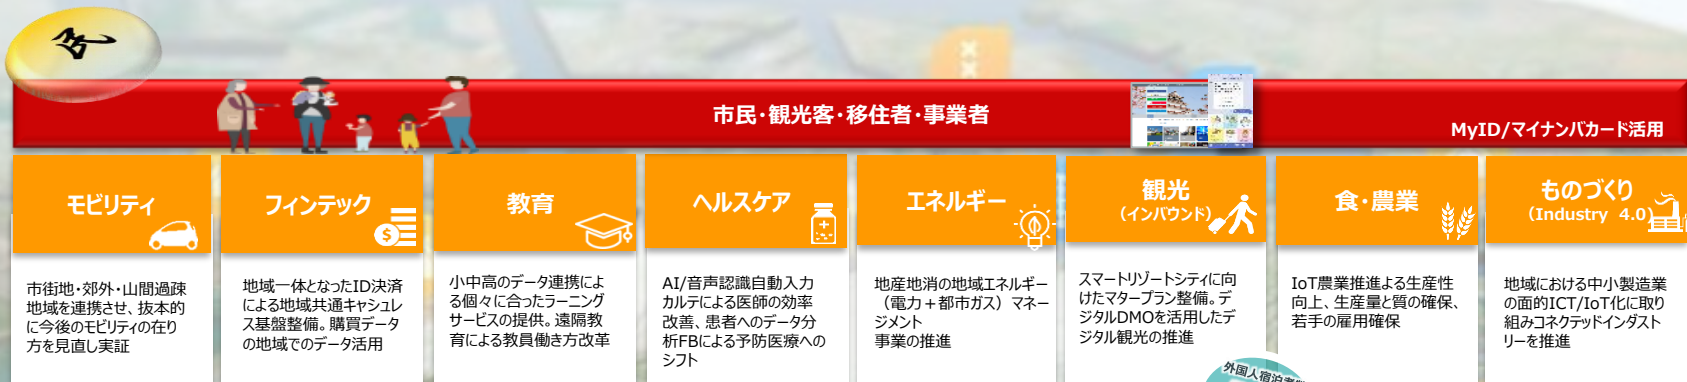 民
市民・観光客・移住者・事業者
MyID/マイナンバカード活用
モビリティ
市街地・郊外・山間過疎
地域を連携させ、抜本的
に今後のモビリティの在り
方を見直し実証
フィンテック
地域一体となったID決済
による地域共通キャシュレ
ス基盤整備。購買データ
の地域でのデータ活用
教育
小中高のデータ連携によ
る個々に合ったラーニング
サービスの提供。遠隔教
育による教員働き方改革
ヘルスケア
AI/音声認識自動入力
カルテによる医師の効率
改善、患者へのデータ分
析FBによる予防医療への
シフト
エネルギー
地産地消の地域エネルギー
（電力＋都市ガス）マネー
ジメント
事業の推進
観光
（インバウンド）
スマートリゾートシティに向
けたマタープラン整備。デ
ジタルDMOを活用したデ
ジタル観光の推進
食・農業
IoT農業推進よる生産性
向上、生産量と質の確保、
若手の雇用確保
ものづくり
（Industry 4.0）
地域における中小製造業
の面的ICT/IoT化に取り
組みコネクテッドインダスト
リーを推進
外国人宿泊者